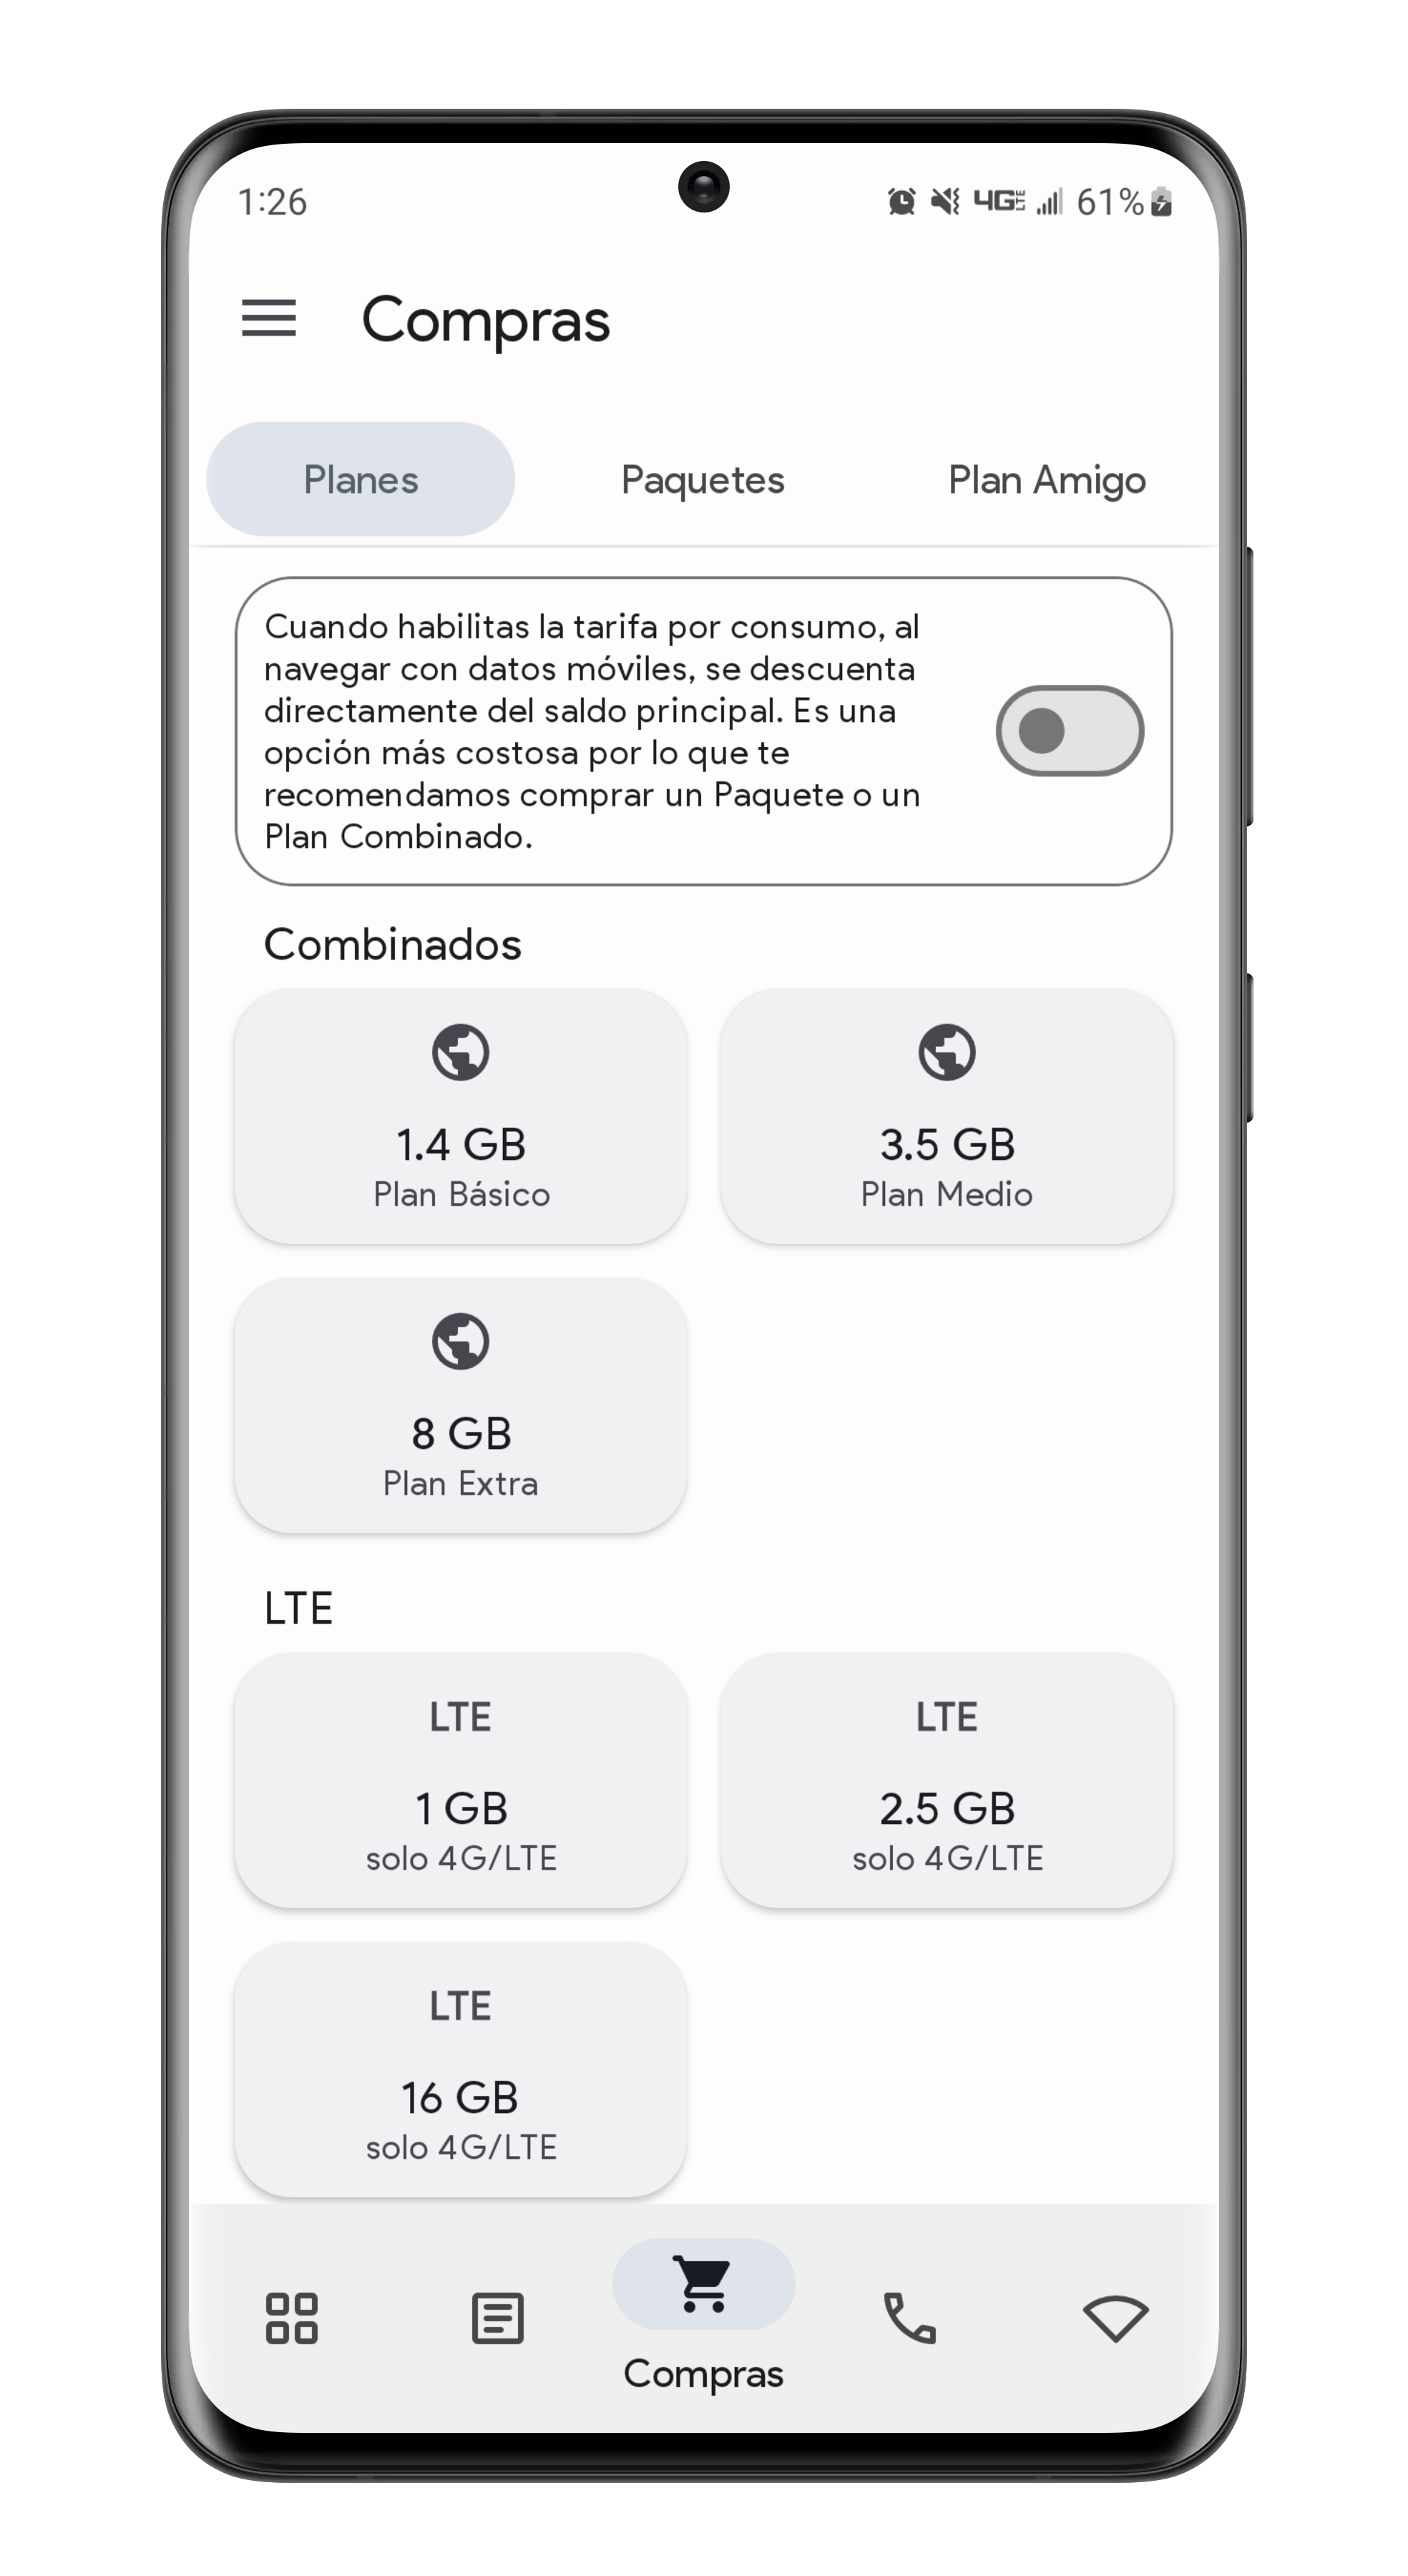 1:26
4G LTE 61%
Compras
Planes Paquetes Plan Amigo
Cuando habilitas la tarifa por consumo, al
navegar con datos móviles, se descuenta
directamente del saldo principal. Es una
opción más costosa por lo que te
recomendamos comprar un Paquete o un
Plan Combinado.
Combinados
1.4 GB
Plan Básico
3.5 GB
Plan Medio
8 GB
Plan Extra
LTE
LTE
1 GB
solo 4G/LTE
LTE
2.5 GB
solo 4G/LTE
LTE
16 GB
solo 4G/LTE
Compras